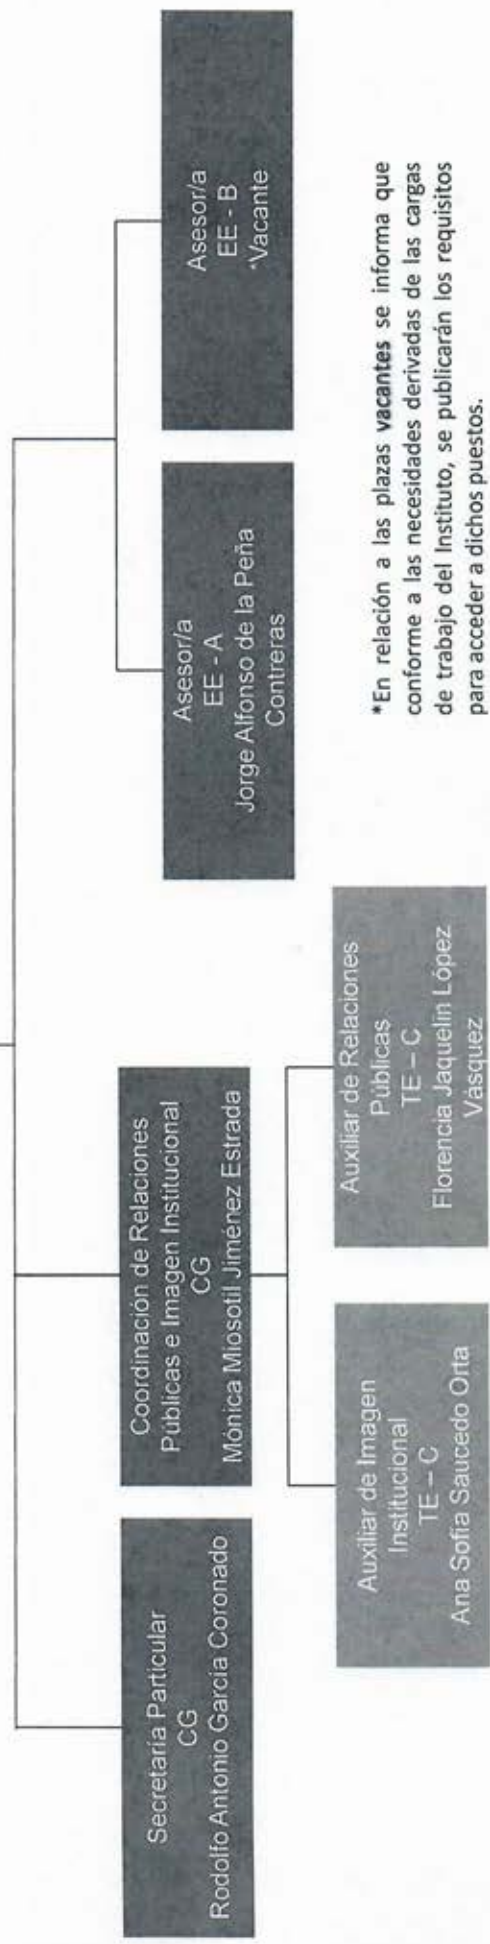 Secretaría Particular
CG
Rodolfo Antonio García Coronado
Coordinación de Relaciones
Públicas e Imagen Institucional
CG
Mónica Miosotil Jiménez Estrada
Auxiliar de Imagen
Institucional
TE – C
Ana Sofía Saucedo Orta
Auxiliar de Relaciones
Públicas
TE – C
Florencia Jaquelin López
Vásquez
Asesor/a
EE - A
Jorge Alfonso de la Peña
Contreras
Asesor/a
EE - B
*Vacante
*En relación a las plazas vacantes se informa que
conforme a las necesidades derivadas de las cargas
de trabajo del Instituto, se publicarán los requisitos
para acceder a dichos puestos.